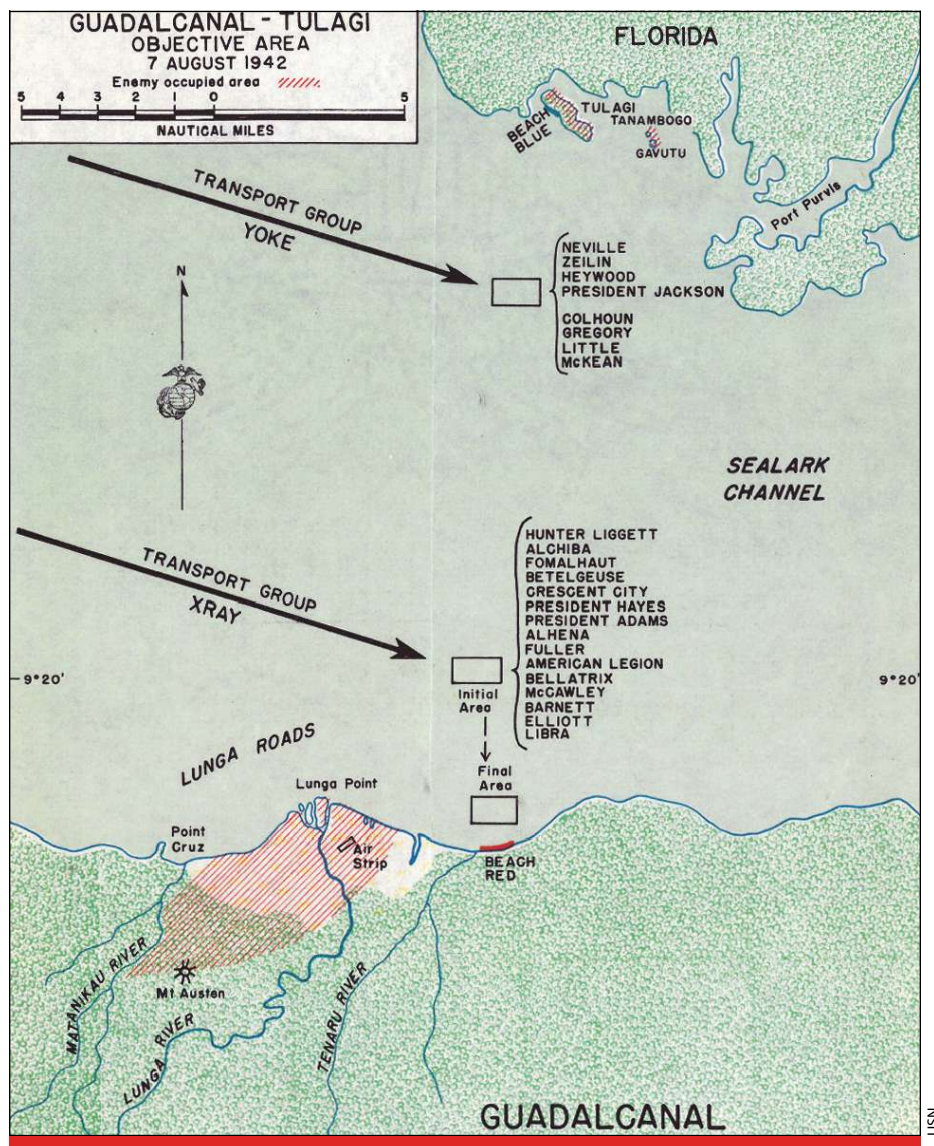 GUADALCANAL - TULAGI
OBJECTIVE AREA
7 AUGUST 1942
Enemy occupied area
5 4 3 2 1 0 5
NAUTICAL MILES
FLORIDA
TULAGI
TANAMBOGO
GAVUTU
BEACH
BLUE
Port Purvis
TRANSPORT GROUP
YOKE
NEVILLE
ZEILIN
HEYWOOD
PRESIDENT JACKSON
COLHOUN
GREGORY
LITTLE
McKEAN
N
SEALARK
CHANNEL
TRANSPORT GROUP
XRAY
HUNTER LIGGETT
ALCHIBA
FOMALHAUT
BETELGEUSE
CRESCENT CITY
PRESIDENT HAYES
PRESIDENT ADAMS
ALHENA
FULLER
AMERICAN LEGION
BELLATRIX
McCAWLEY
BARNETT
ELLIOTT
LIBRA
9°20'
9°20'
Initial
Area
Final
Area
LUNGA ROADS
Lunga Point
Point
Cruz
Air
Strip
BEACH
RED
MATANIKAU RIVER
Mt Austen
LUNGA RIVER
TENARU RIVER
GUADALCANAL
USN